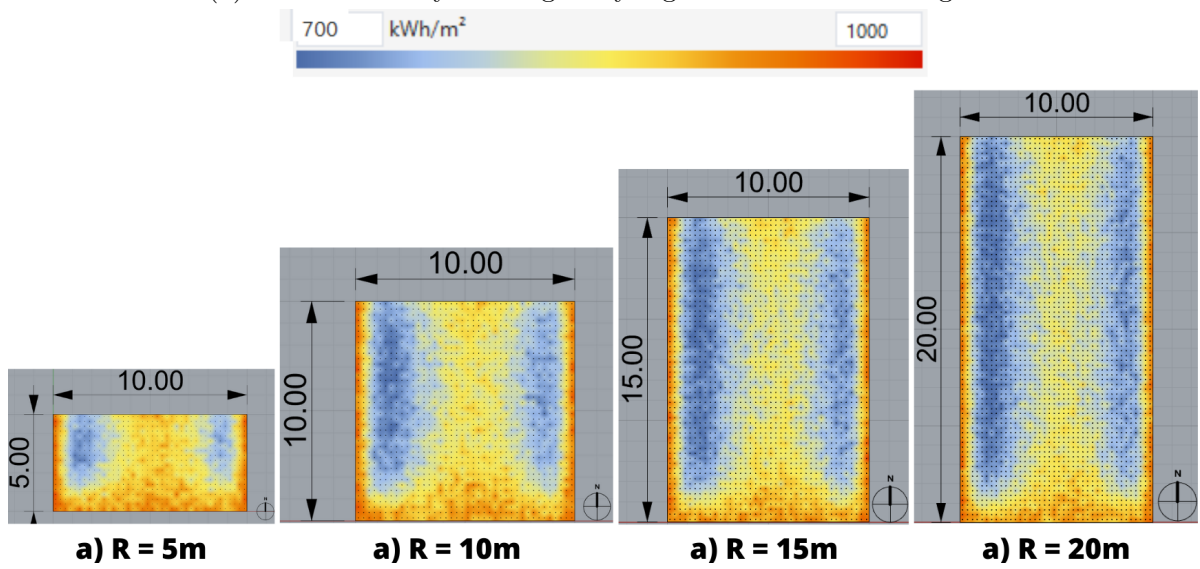 700 kWh/m² 1000
10.00
5.00
N
a) R = 5m
10.00
10.00
N
a) R = 10m
10.00
15.00
N
a) R = 15m
10.00
20.00
N
a) R = 20m